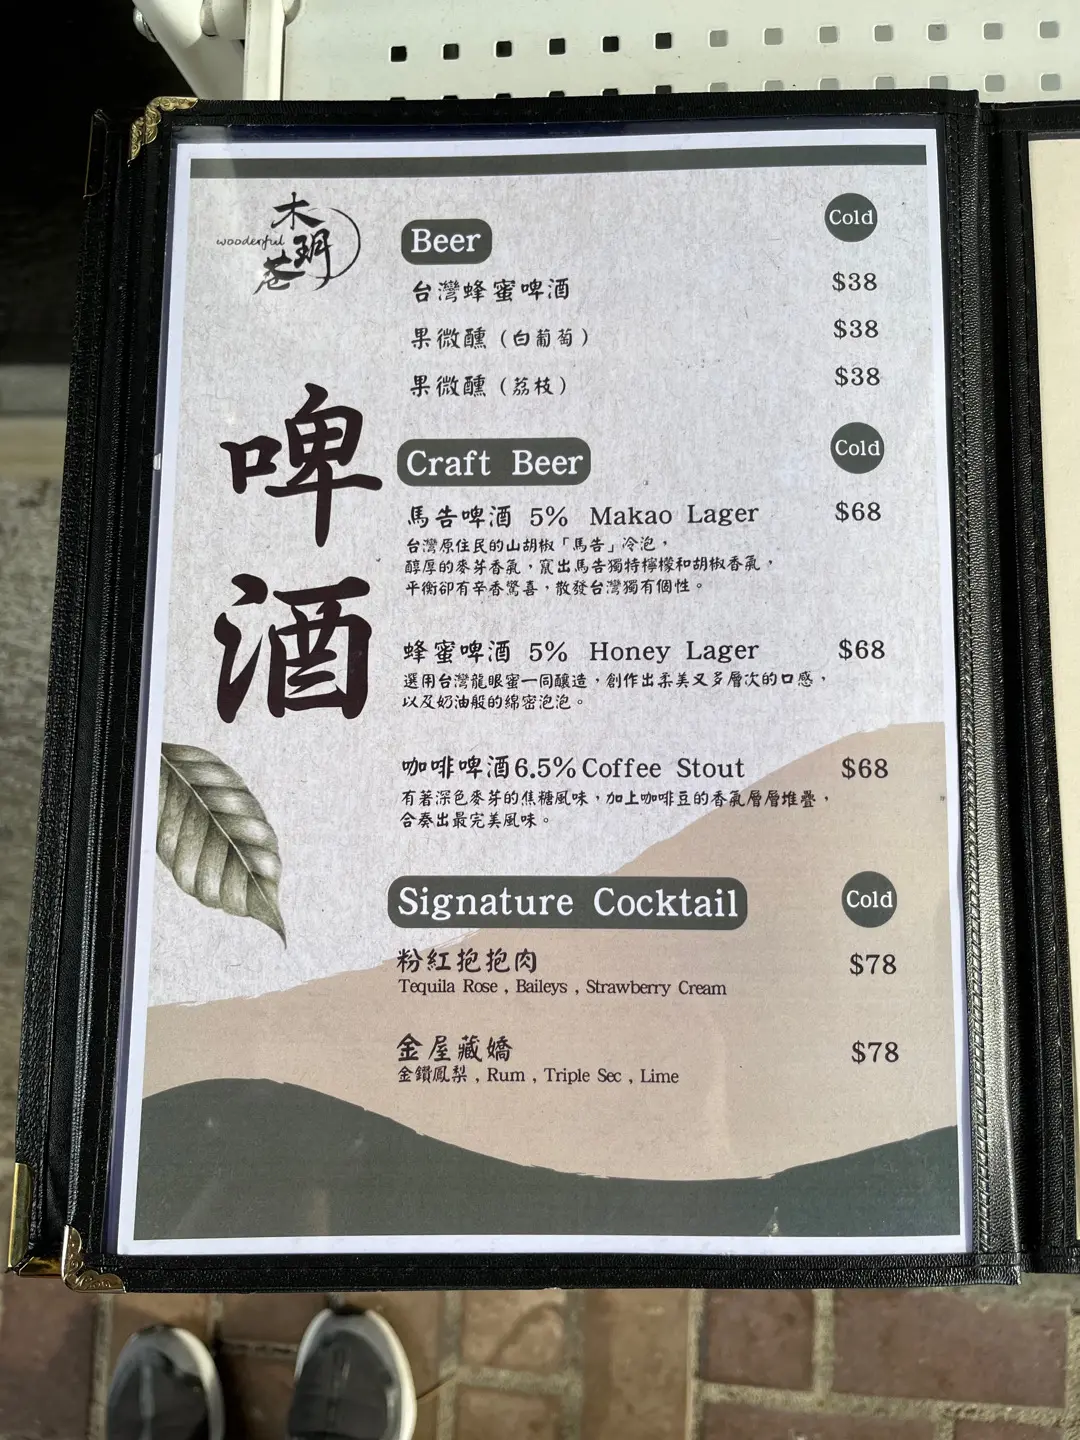 木玥巷
wooderful
啤酒
Beer
Cold
台灣蜂蜜啤酒 $38
果微醺（白葡萄） $38
果微醺（荔枝） $38
Craft Beer
Cold
馬告啤酒 5% Makao Lager $68
台灣原住民的山胡椒「馬告」冷泡，
醇厚的麥芽香氣，竄出馬告獨特檸檬和胡椒香氣，
平衡卻有辛香驚喜，散發台灣獨有個性。
蜂蜜啤酒 5% Honey Lager $68
選用台灣龍眼蜜一同釀造，創作出柔美又多層次的口感，
以及奶油般的綿密泡泡。
咖啡啤酒6.5% Coffee Stout $68
有著深色麥芽的焦糖風味，加上咖啡豆的香氣層層堆疊，
合奏出最完美風味。
Signature Cocktail
Cold
粉紅抱抱肉 $78
Tequila Rose , Baileys , Strawberry Cream
金屋藏嬌 $78
金鑽鳳梨 , Rum , Triple Sec , Lime